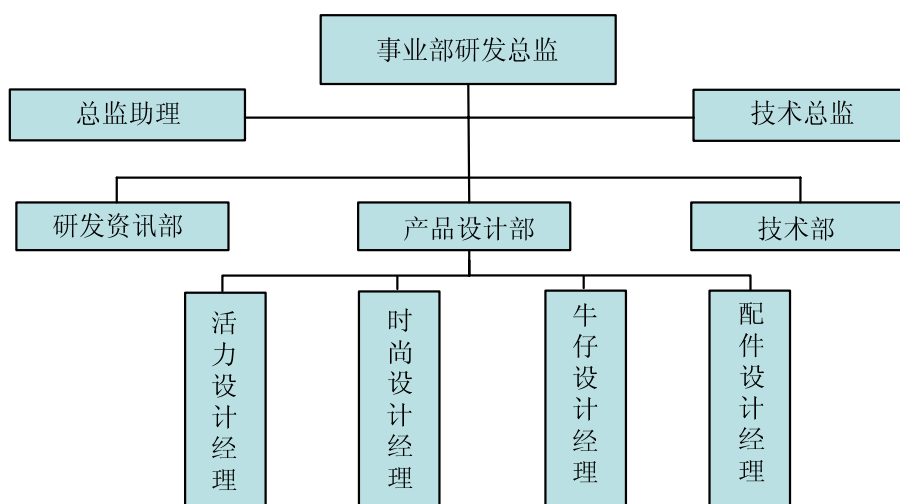 事业部研发总监
总监助理
技术总监
研发资讯部
产品设计部
技术部
活力设计经理
时尚设计经理
牛仔设计经理
配件设计经理